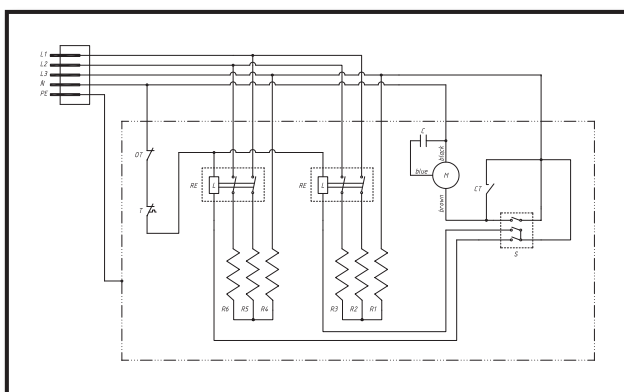 L1
L2
L3
N
PE
OT
T
RE
L
RE
L
C
black
blue
M
brown
CT
S
R6 R5 R4
R3 R2 R1